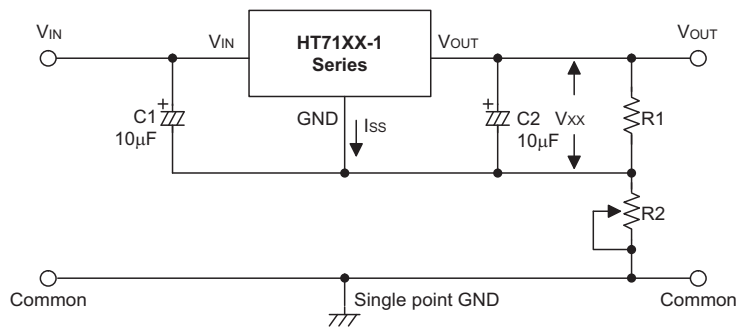 VIN
VIN
HT71XX-1
Series
VOUT
VOUT
C1
10μF
GND
ISS
C2
10μF
VXX
R1
R2
Common
Single point GND
Common